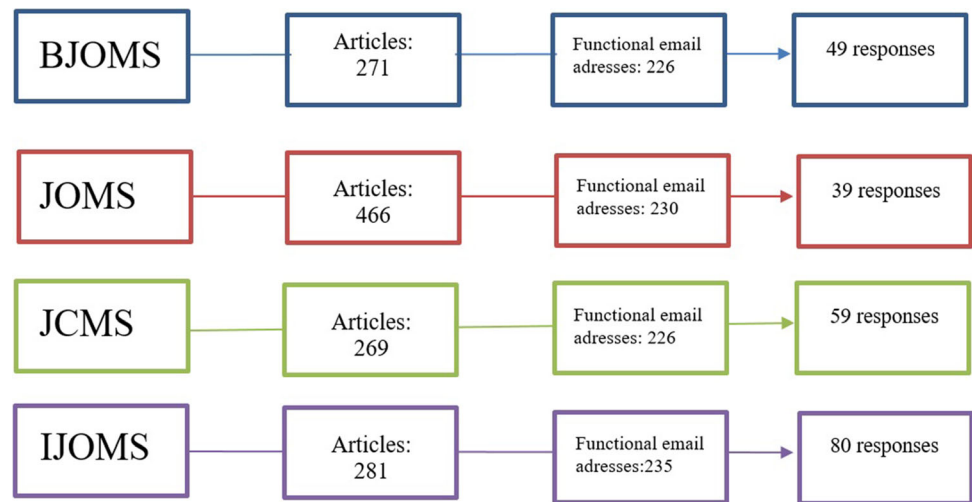 BJOMS
Articles:
271
Functional email
adresses: 226
49 responses
JOMS
Articles:
466
Functional email
adresses: 230
39 responses
JCMS
Articles:
269
Functional email
adresses: 226
59 responses
IJOMS
Articles:
281
Functional email
adresses:235
80 responses